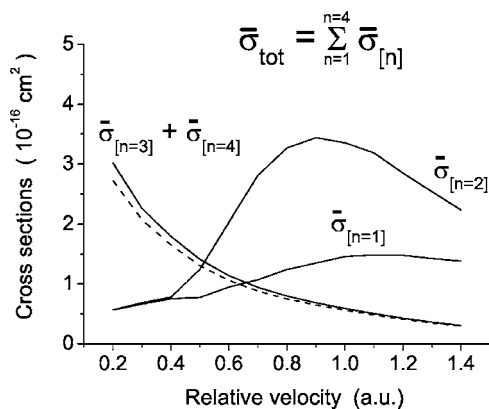 σ̄tot = Σ n=1 n=4 σ̄[n]
σ̄[n=3] + σ̄[n=4]
σ̄[n=2]
σ̄[n=1]
Cross sections ( 10⁻¹⁶ cm² )
5
4
3
2
1
0
0.2 0.4 0.6 0.8 1.0 1.2 1.4
Relative velocity (a.u.)